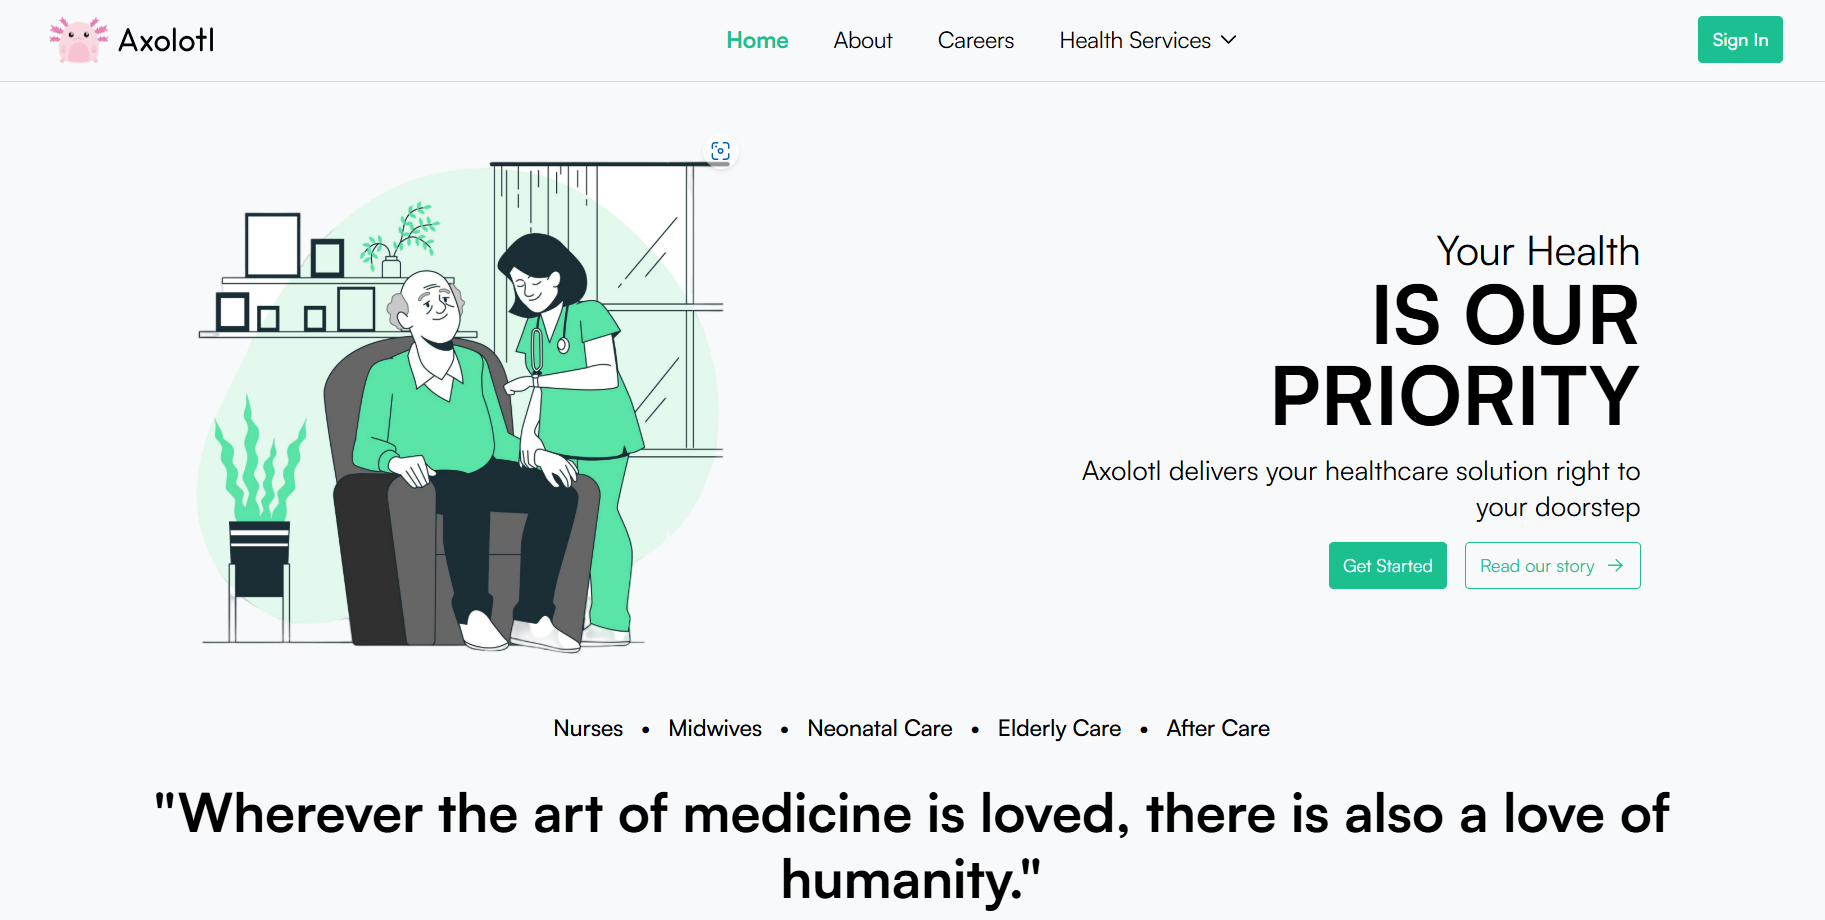 Axolotl
Home About Careers Health Services
Sign In
Your Health
IS OUR
PRIORITY
Axolotl delivers your healthcare solution right to
your doorstep
Get Started
Read our story →
Nurses • Midwives • Neonatal Care • Elderly Care • After Care
"Wherever the art of medicine is loved, there is also a love of
humanity."